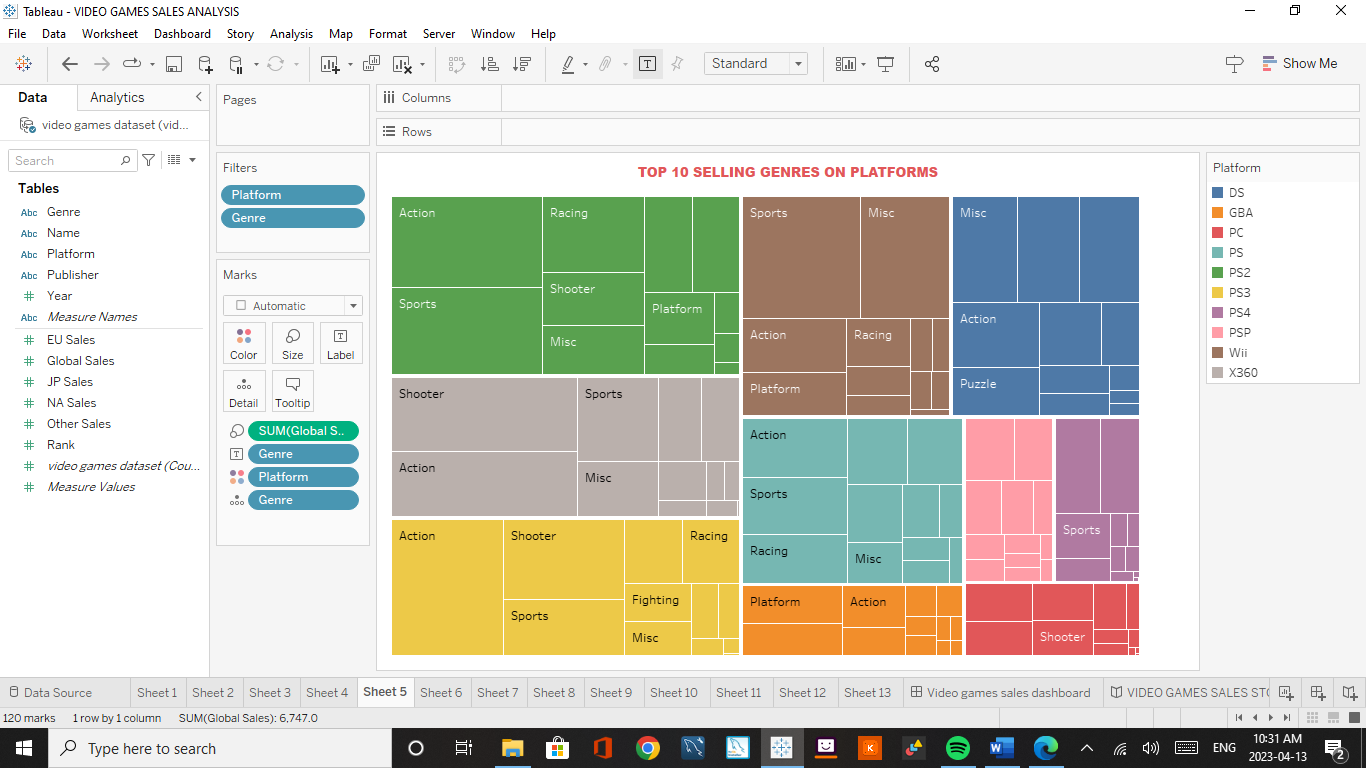 Tableau - VIDEO GAMES SALES ANALYSIS
File Data Worksheet Dashboard Story Analysis Map Format Server Window Help
Standard
Show Me
Data Analytics
video games dataset (vid...
Search
Tables
Abc Genre
Abc Name
Abc Platform
Abc Publisher
Year
Abc Measure Names
EU Sales
Global Sales
JP Sales
NA Sales
Other Sales
Rank
video games dataset (Cou...
Measure Values
Pages
Filters
Platform
Genre
Marks
Automatic
Color Size Label
Detail Tooltip
SUM(Global S..
Genre
Platform
Genre
Columns
Rows
TOP 10 SELLING GENRES ON PLATFORMS
Action Racing
Sports Shooter
Platform
Misc
Shooter Sports
Action Misc
Action Shooter Racing
Sports Fighting
Misc
Sports Misc
Action Racing
Platform
Misc
Action
Puzzle
Action
Sports
Racing Misc
Sports
Platform Action
Shooter
Platform
DS
GBA
PC
PS
PS2
PS3
PS4
PSP
Wii
X360
Data Source Sheet 1 Sheet 2 Sheet 3 Sheet 4 Sheet 5 Sheet 6 Sheet 7 Sheet 8 Sheet 9 Sheet 10 Sheet 11 Sheet 12 Sheet 13 Video games sales dashboard VIDEO GAMES SALES STO
120 marks 1 row by 1 column SUM(Global Sales): 6,747.0
Type here to search
ENG
10:31 AM
2023-04-13
2